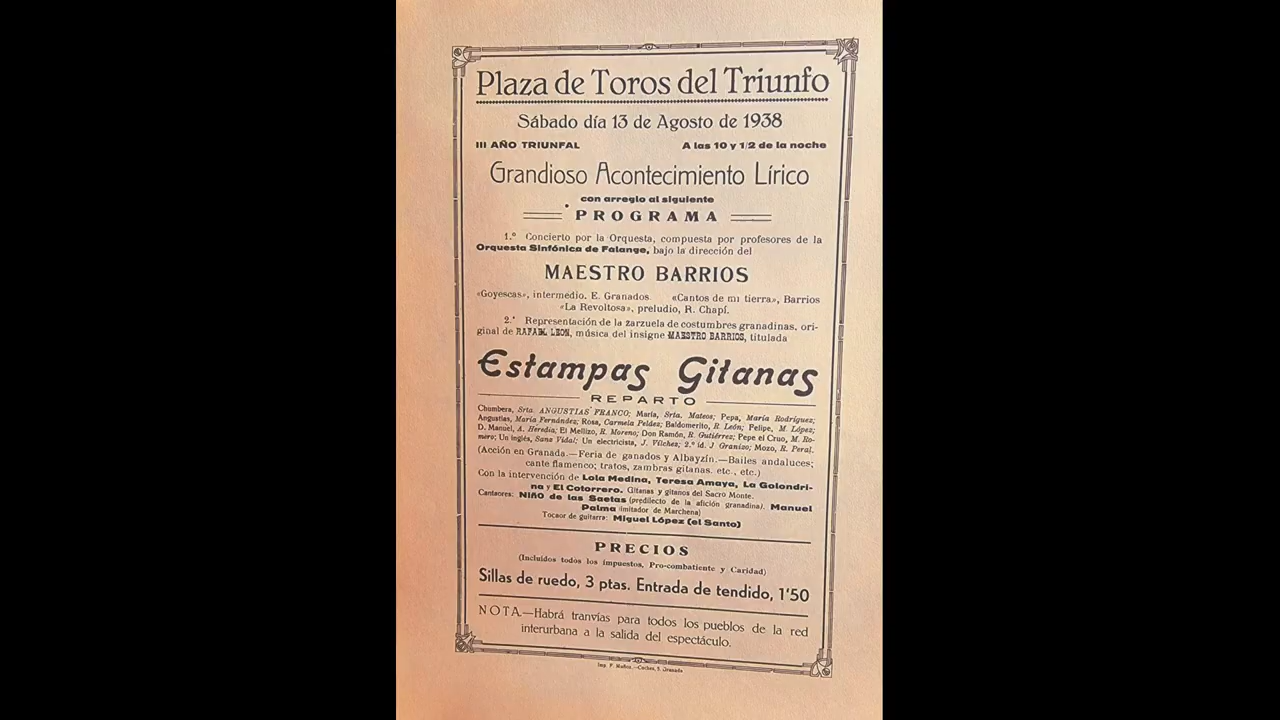 Plaza de Toros del Triunfo
Sábado día 13 de Agosto de 1938
III AÑO TRIUNFAL A las 10 y 1/2 de la noche
Grandioso Acontecimiento Lírico
con arreglo al siguiente
PROGRAMA
1.º Concierto por la Orquesta, compuesta por profesores de la
Orquesta Sinfónica de Falange, bajo la dirección del
MAESTRO BARRIOS
«Goyescas», intermedio. E. Granados «Cantos de mi tierra», Barrios
«La Revoltosa», preludio, R. Chapí.
2.º Representación de la zarzuela de costumbres granadinas, ori-
ginal de RAFAEL LEON, música del insigne MAESTRO BARRIOS, titulada
Estampas Gitanas
REPARTO
Chumbera, Srta. ANGUSTIAS FRANCO; María, Srta. Mateos; Pepa, María Rodríguez;
Angustias, María Fernández; Rosa, Carmela Peldez; Baldomerito, R. León; Felipe, M. López;
D. Manuel, A. Heredia; El Mellizo, R. Moreno; Don Ramón, R. Gutiérrez; Pepe el Cruo, M. Ro-
mero; Un inglés, Sanz Vidal; Un electricista, J. Vilchez; 2.º id. J Granizo; Mozo, R. Peral.
(Acción en Granada.—Feria de ganados y Albayzín.—Bailes andaluces;
cante flamenco; tratos, zambras gitanas. etc., etc.)
Con la intervención de Lola Medina, Teresa Amaya, La Golondri-
na y El Cotorrero. Gitanas y gitanos del Sacro Monte.
Cantaores: Niño de las Saetas (predilecto de la afición granadina). Manuel
Palma (imitador de Marchena)
Tocaor de guitarra: Miguel López (el Santo)
PRECIOS
(Incluidos todos los impuestos, Pro-combatiente y Caridad)
Sillas de ruedo, 3 ptas. Entrada de tendido, 1'50
NOTA.—Habrá tranvías para todos los pueblos de la red
interurbana a la salida del espectáculo.
Imp. F. Muñoz.—Coches, 5. Granada